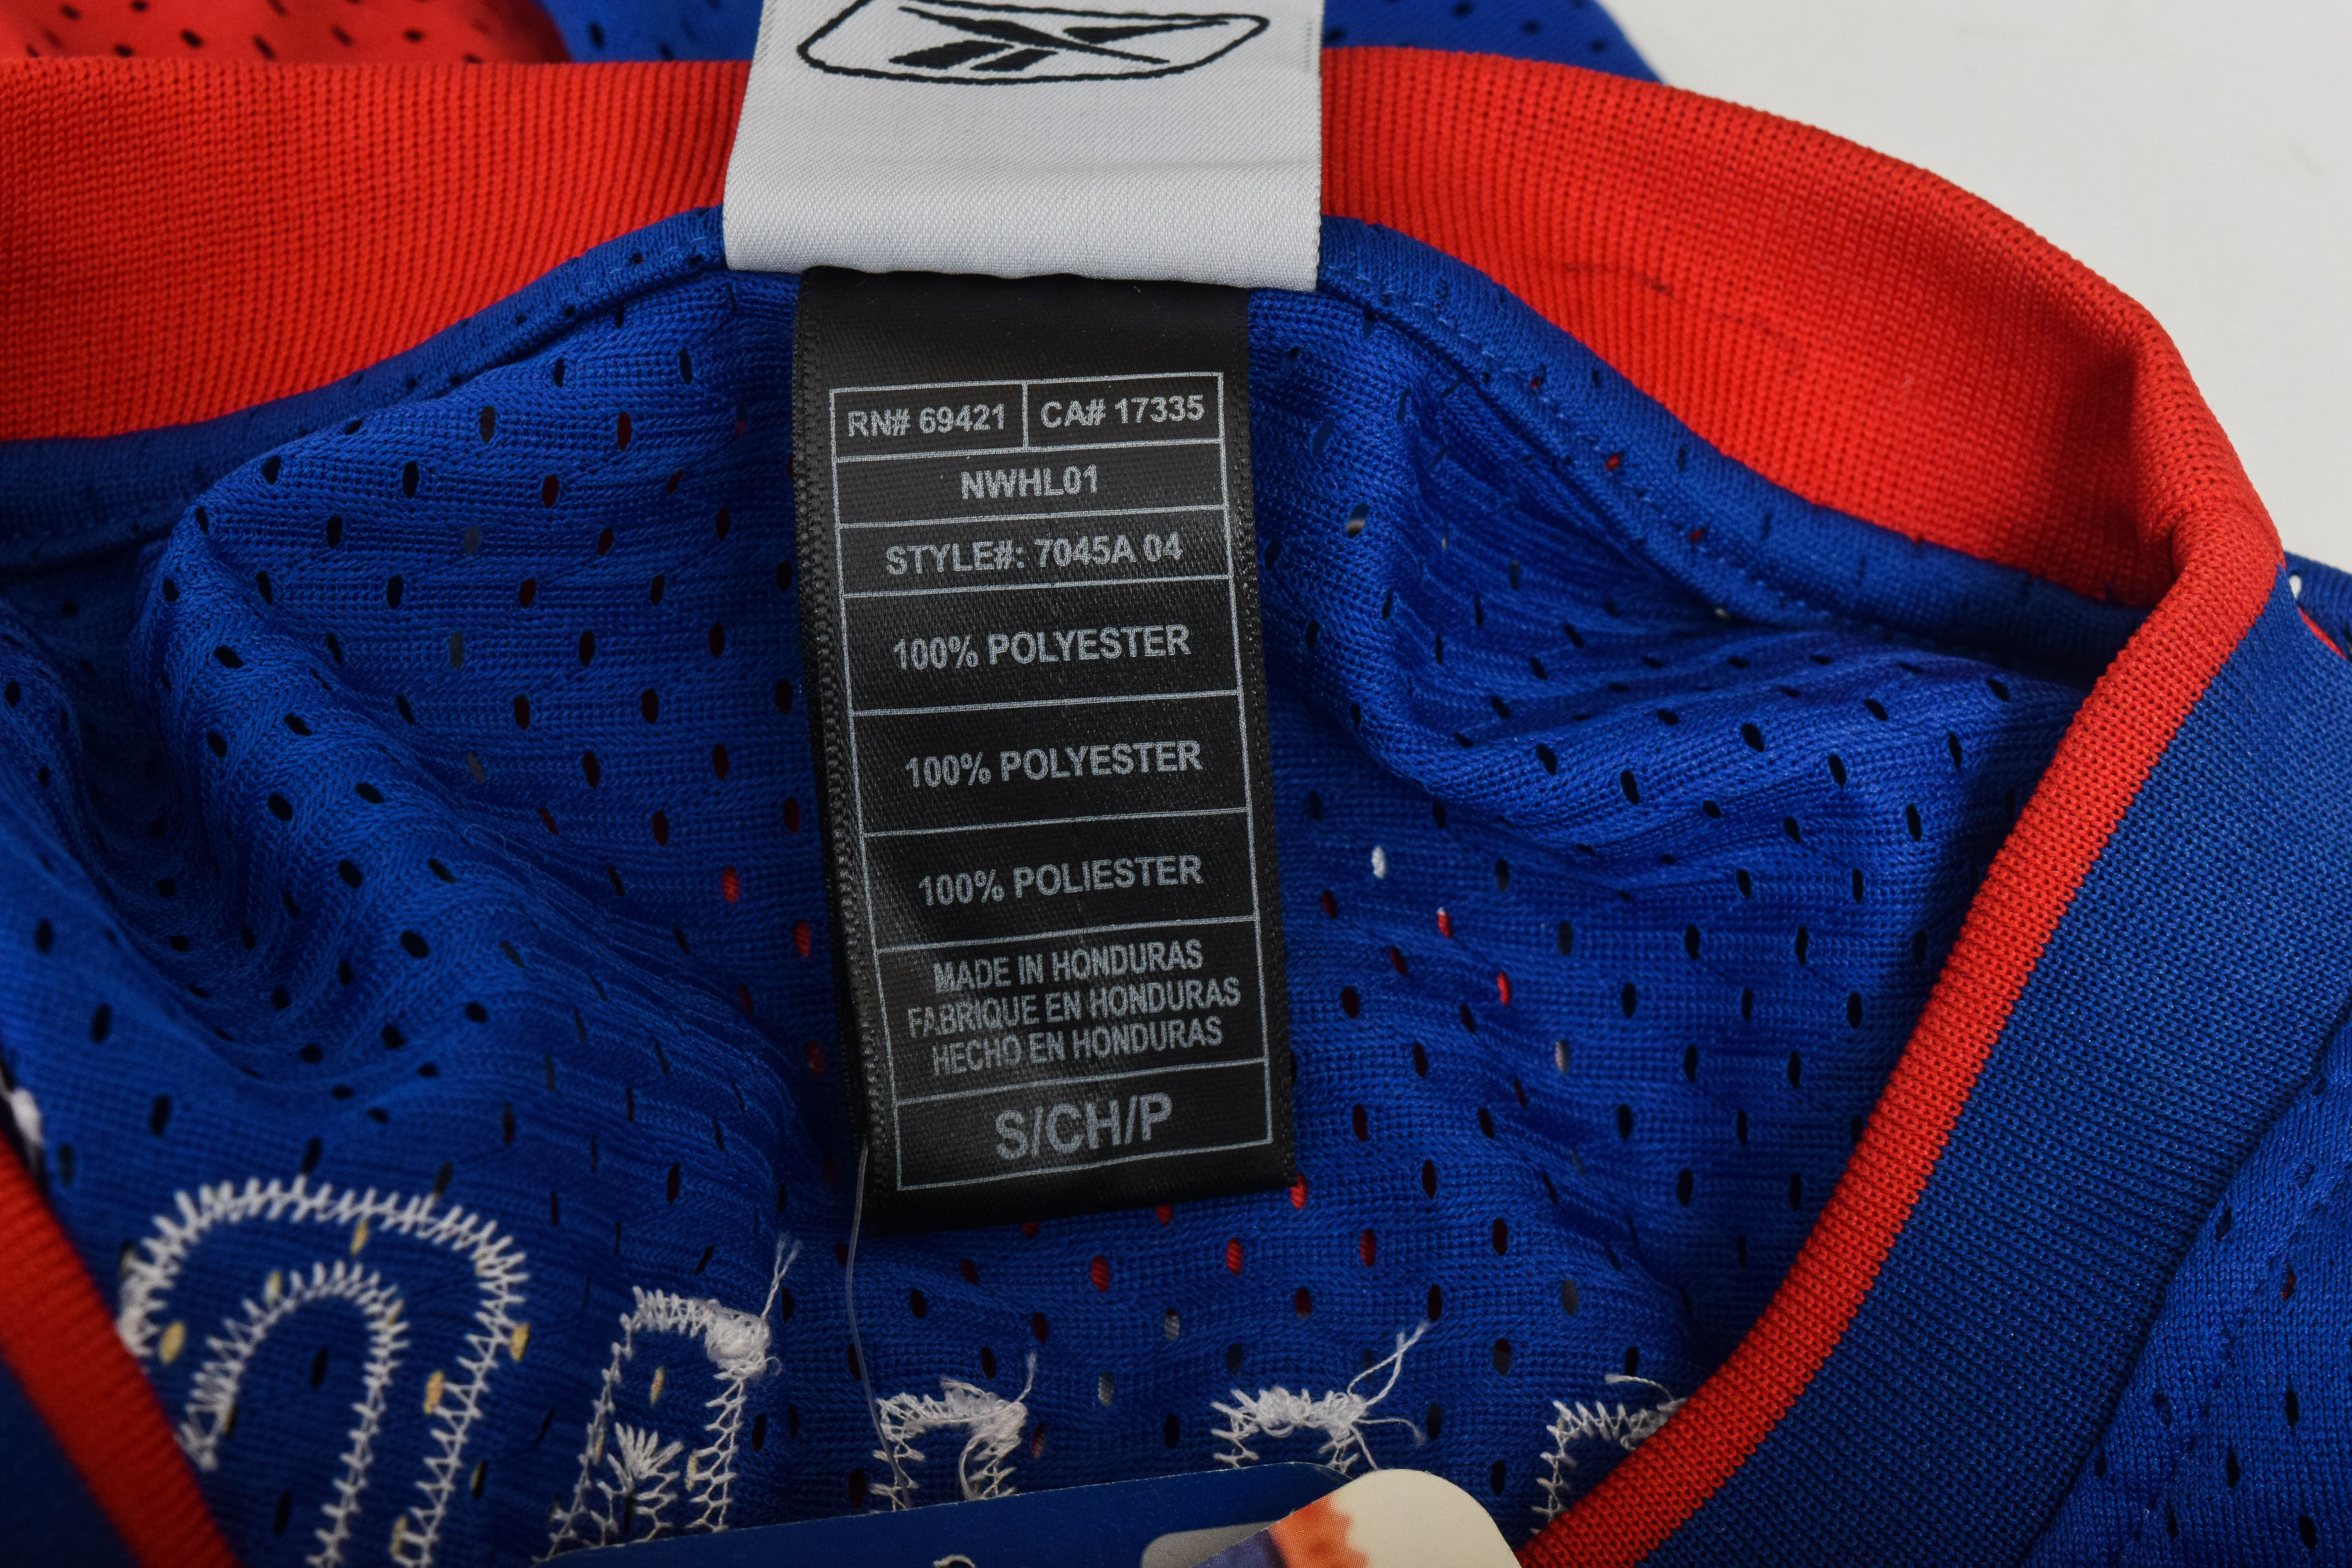 RN# 69421 CA# 17335
NWHL01
STYLE#: 7045A 04
100% POLYESTER
100% POLYESTER
100% POLIESTER
MADE IN HONDURAS
FABRIQUE EN HONDURAS
HECHO EN HONDURAS
S/CH/P